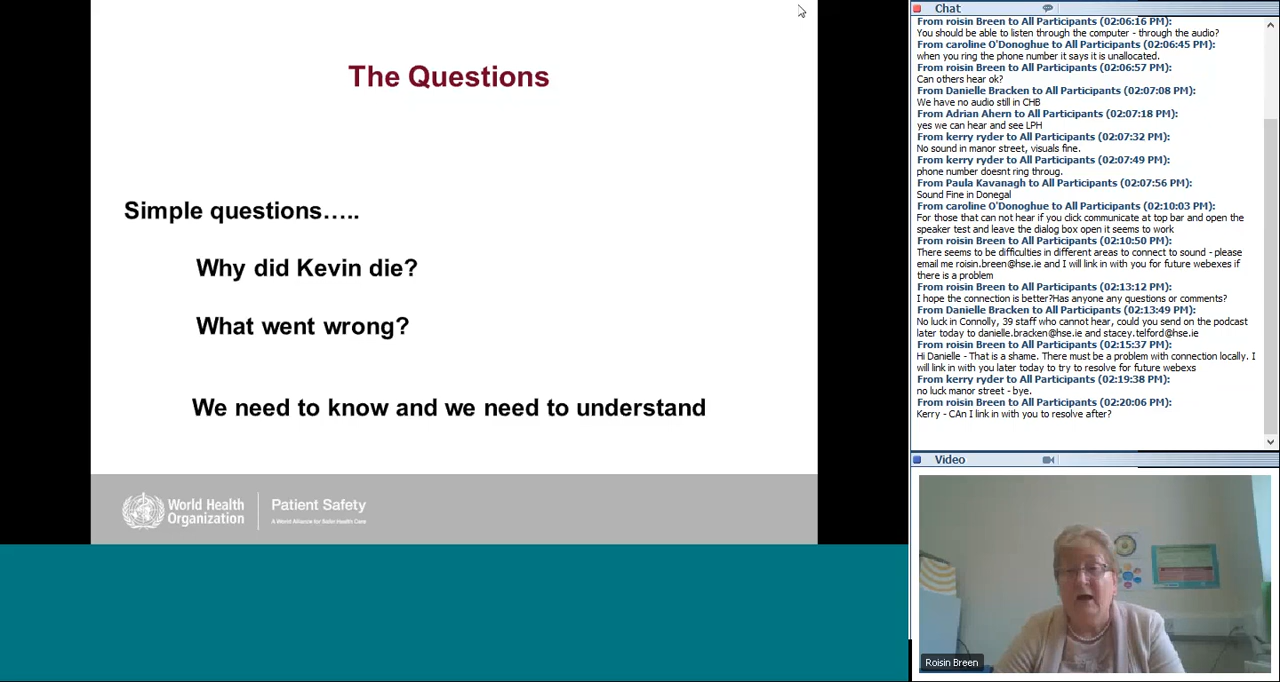 The Questions
Simple questions…..
Why did Kevin die?
What went wrong?
We need to know and we need to understand
World Health
Organization
Patient Safety
A World Alliance for Safer Health Care
Chat
From roisin Breen to All Participants (02:06:16 PM):
You should be able to listen through the computer - through the audio?
From caroline O'Donoghue to All Participants (02:06:45 PM):
when you ring the phone number it says it is unallocated.
From roisin Breen to All Participants (02:06:57 PM):
Can others hear ok?
From Danielle Bracken to All Participants (02:07:08 PM):
We have no audio still in CHB
From Adrian Ahern to All Participants (02:07:18 PM):
yes we can hear and see LPH
From kerry ryder to All Participants (02:07:32 PM):
No sound in manor street, visuals fine.
From kerry ryder to All Participants (02:07:49 PM):
phone number doesnt ring throug.
From Paula Kavanagh to All Participants (02:07:56 PM):
Sound Fine in Donegal
From caroline O'Donoghue to All Participants (02:10:03 PM):
For those that can not hear if you click communicate at top bar and open the
speaker test and leave the dialog box open it seems to work
From roisin Breen to All Participants (02:10:50 PM):
There seems to be difficulties in different areas to connect to sound - please
email me roisin.breen@hse.ie and I will link in with you for future webexes if
there is a problem
From roisin Breen to All Participants (02:13:12 PM):
I hope the connection is better?Has anyone any questions or comments?
From Danielle Bracken to All Participants (02:13:49 PM):
No luck in Connolly, 39 staff who cannot hear, could you send on the podcast
later today to danielle.bracken@hse.ie and stacey.telford@hse.ie
From roisin Breen to All Participants (02:15:37 PM):
Hi Danielle - That is a shame. There must be a problem with connection locally. I
will link in with you later today to try to resolve for future webexs
From kerry ryder to All Participants (02:19:38 PM):
no luck manor street - bye.
From roisin Breen to All Participants (02:20:06 PM):
Kerry - CAn I link in with you to resolve after?
Video
Roisin Breen